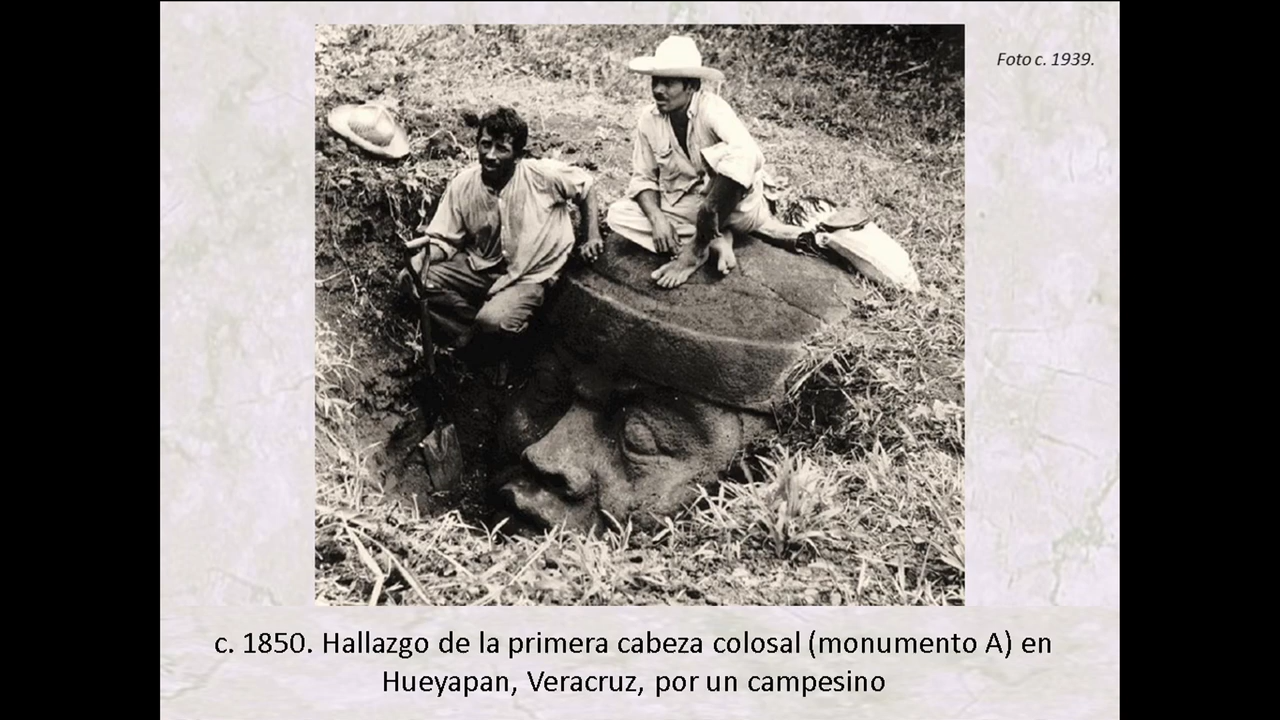 Foto c. 1939.
c. 1850. Hallazgo de la primera cabeza colosal (monumento A) en
Hueyapan, Veracruz, por un campesino